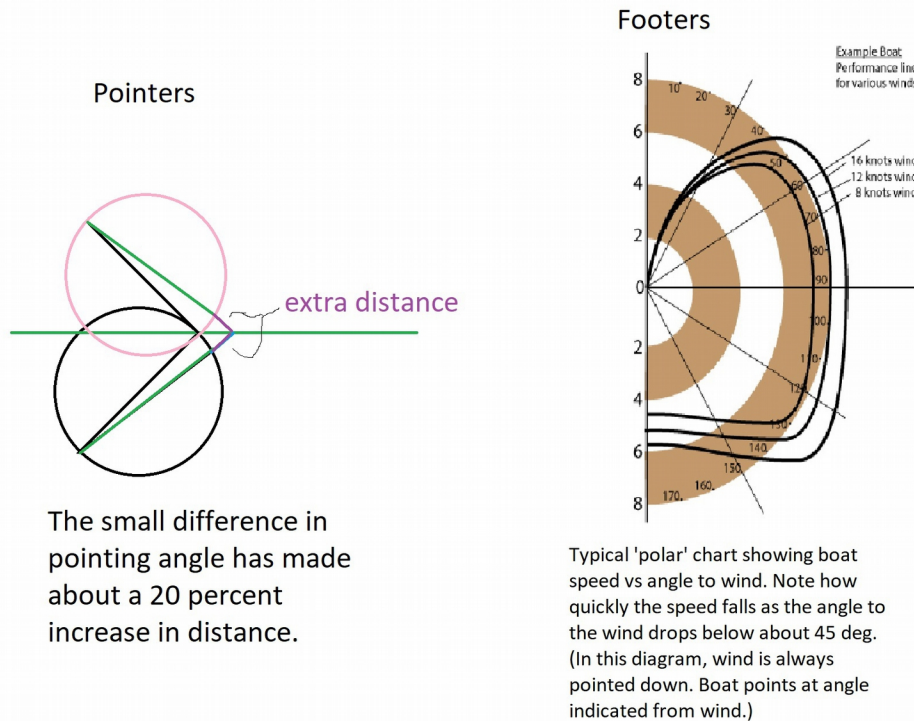 Footers
Pointers
Example Boat
Performance line
for various winds
8
6
4
2
0
2
4
6
8
10°
20°
30°
40°
50°
60°
70°
80°
90
100.
110.
120.
130.
140.
150.
160.
170.
16 knots wind
12 knots wind
8 knots wind
extra distance
The small difference in
pointing angle has made
about a 20 percent
increase in distance.
Typical 'polar' chart showing boat
speed vs angle to wind. Note how
quickly the speed falls as the angle to
the wind drops below about 45 deg.
(In this diagram, wind is always
pointed down. Boat points at angle
indicated from wind.)